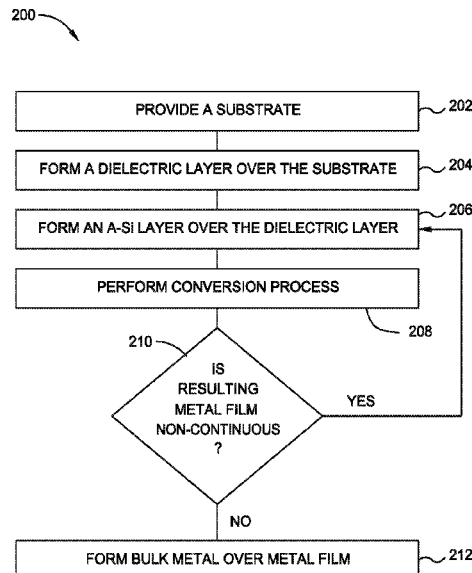 200
PROVIDE A SUBSTRATE
202
FORM A DIELECTRIC LAYER OVER THE SUBSTRATE
204
206
FORM AN A-Si LAYER OVER THE DIELECTRIC LAYER
PERFORM CONVERSION PROCESS
208
210
IS
RESULTING
METAL FILM
NON-CONTINUOUS
?
YES
NO
FORM BULK METAL OVER METAL FILM
212